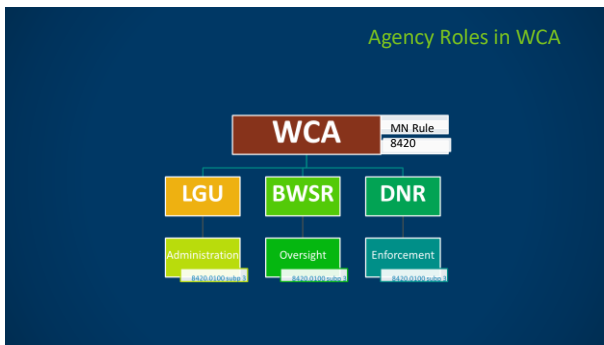 Agency Roles in WCA
WCA
MN Rule
8420
LGU
BWSR
DNR
Administration
Oversight
Enforcement
8420.0100 subp 3
8420.0100 subp 3
8420.0100 subp 3